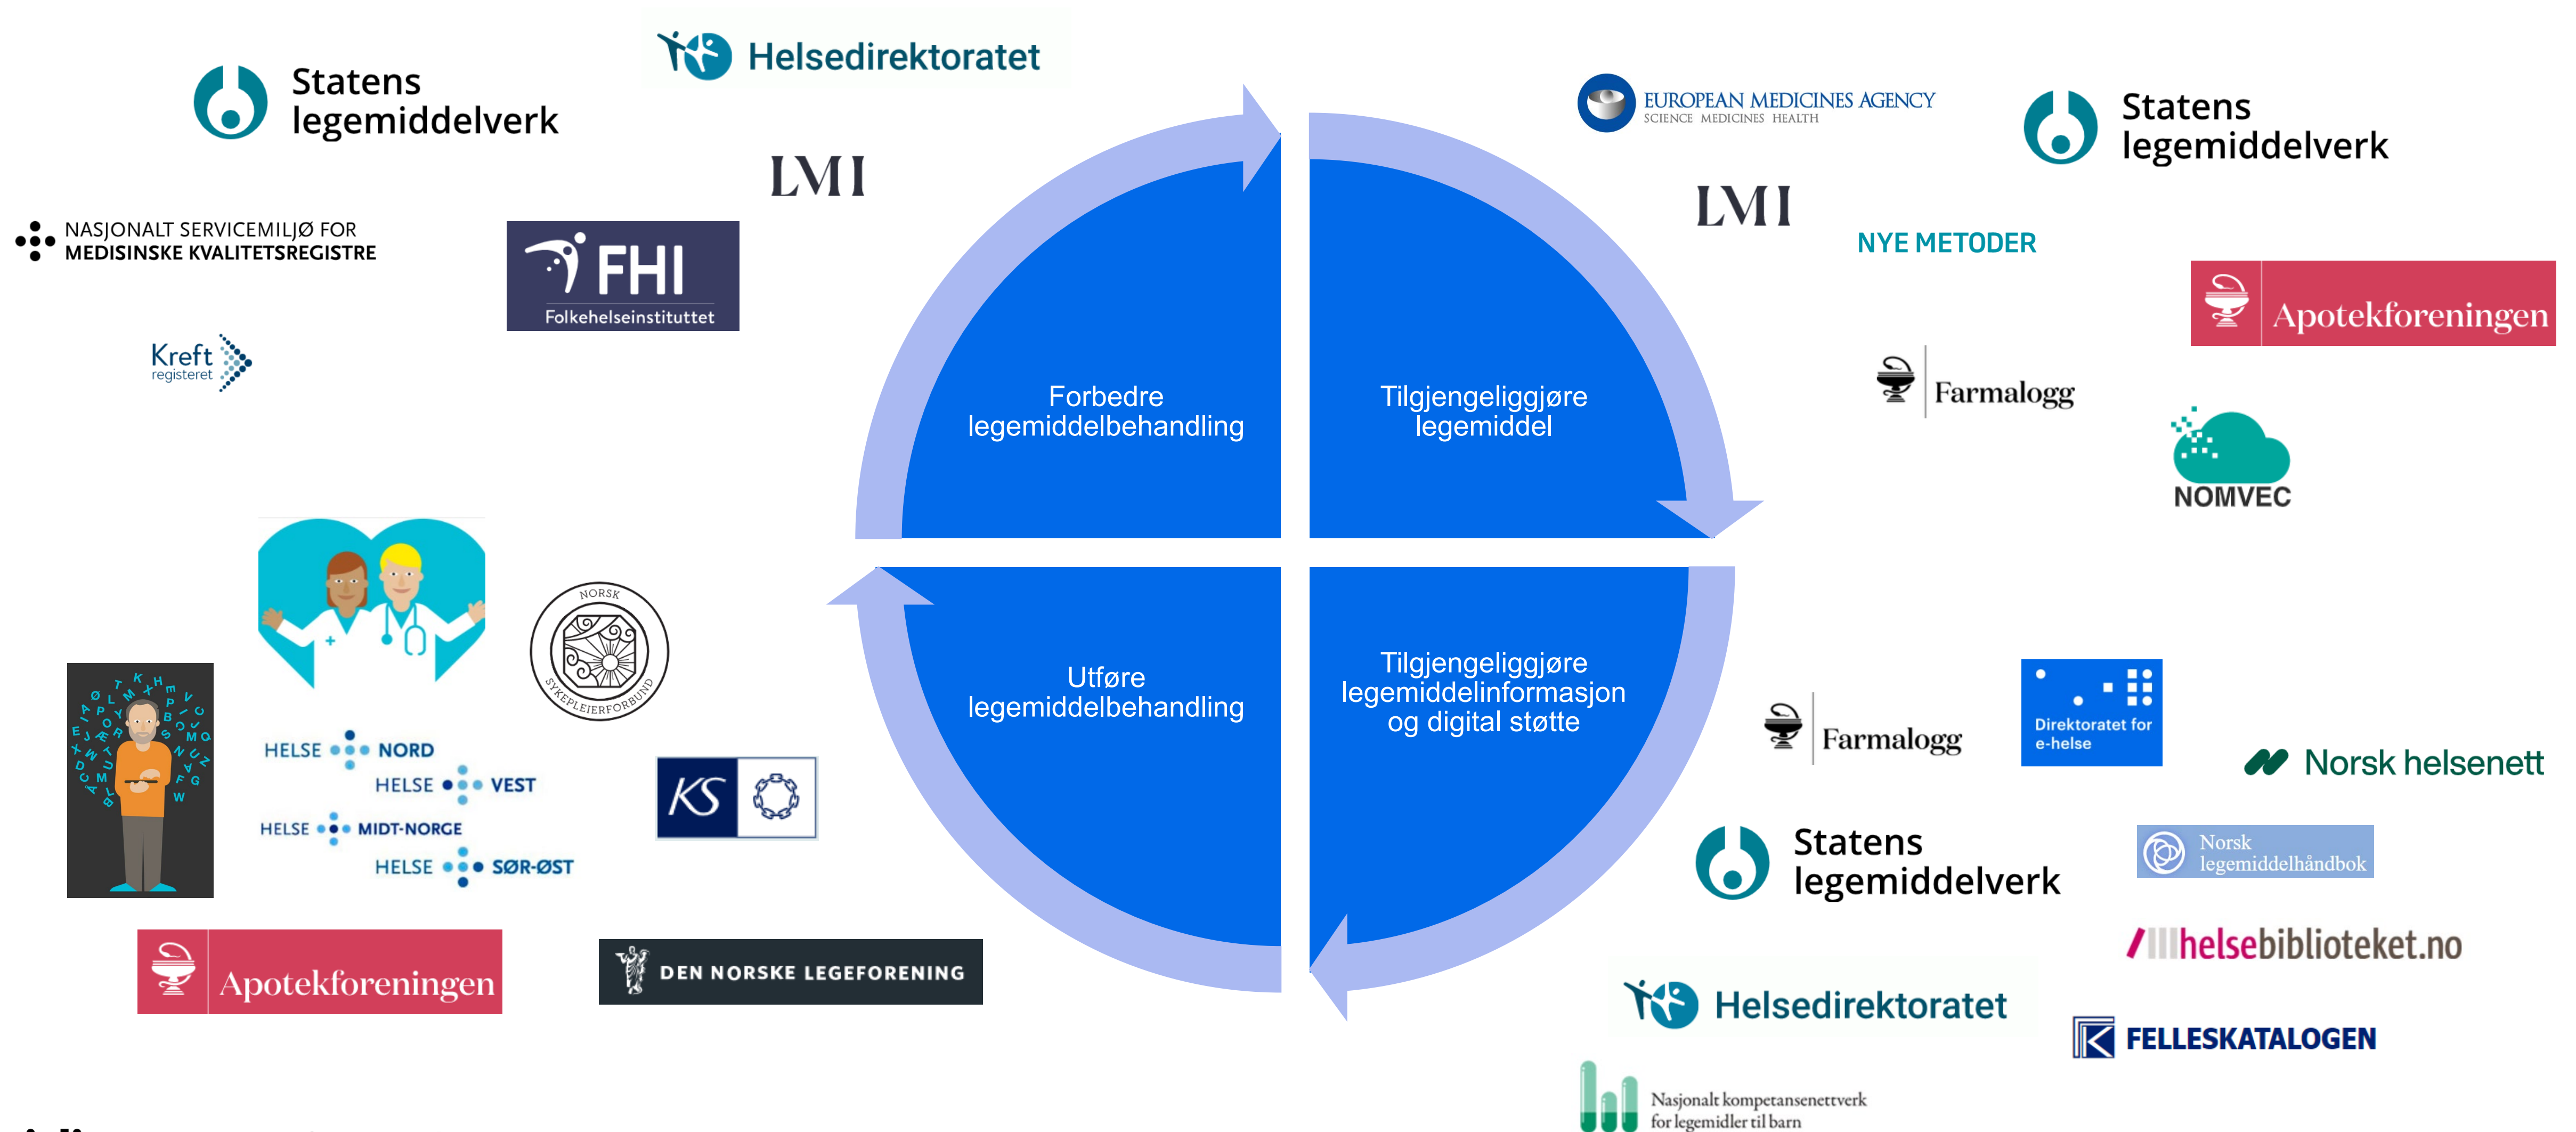 Helsedirektoratet
Statens
legemiddelverk
LMI
NASJONALT SERVICEMILJØ FOR
MEDISINSKE KVALITETSREGISTRE
FHI
Folkehelseinstituttet
Kreft
registeret
EUROPEAN MEDICINES AGENCY
SCIENCE MEDICINES HEALTH
Statens
legemiddelverk
LMI
NYE METODER
Apotekforeningen
Farmalogg
NOMVEC
Forbedre
legemiddelbehandling
Tilgjengeliggjøre
legemiddel
Utføre
legemiddelbehandling
Tilgjengeliggjøre
legemiddelinformasjon
og digital støtte
NORSK
SYKEPLEIERFORBUND
HELSE NORD
HELSE VEST
HELSE MIDT-NORGE
HELSE SØR-ØST
KS
Apotekforeningen
DEN NORSKE LEGEFORENING
Farmalogg
Direktoratet for
e-helse
Norsk helsenett
Statens
legemiddelverk
Norsk
legemiddelhåndbok
helsebiblioteket.no
Helsedirektoratet
FELLESKATALOGEN
Nasjonalt kompetansenettverk
for legemidler til barn